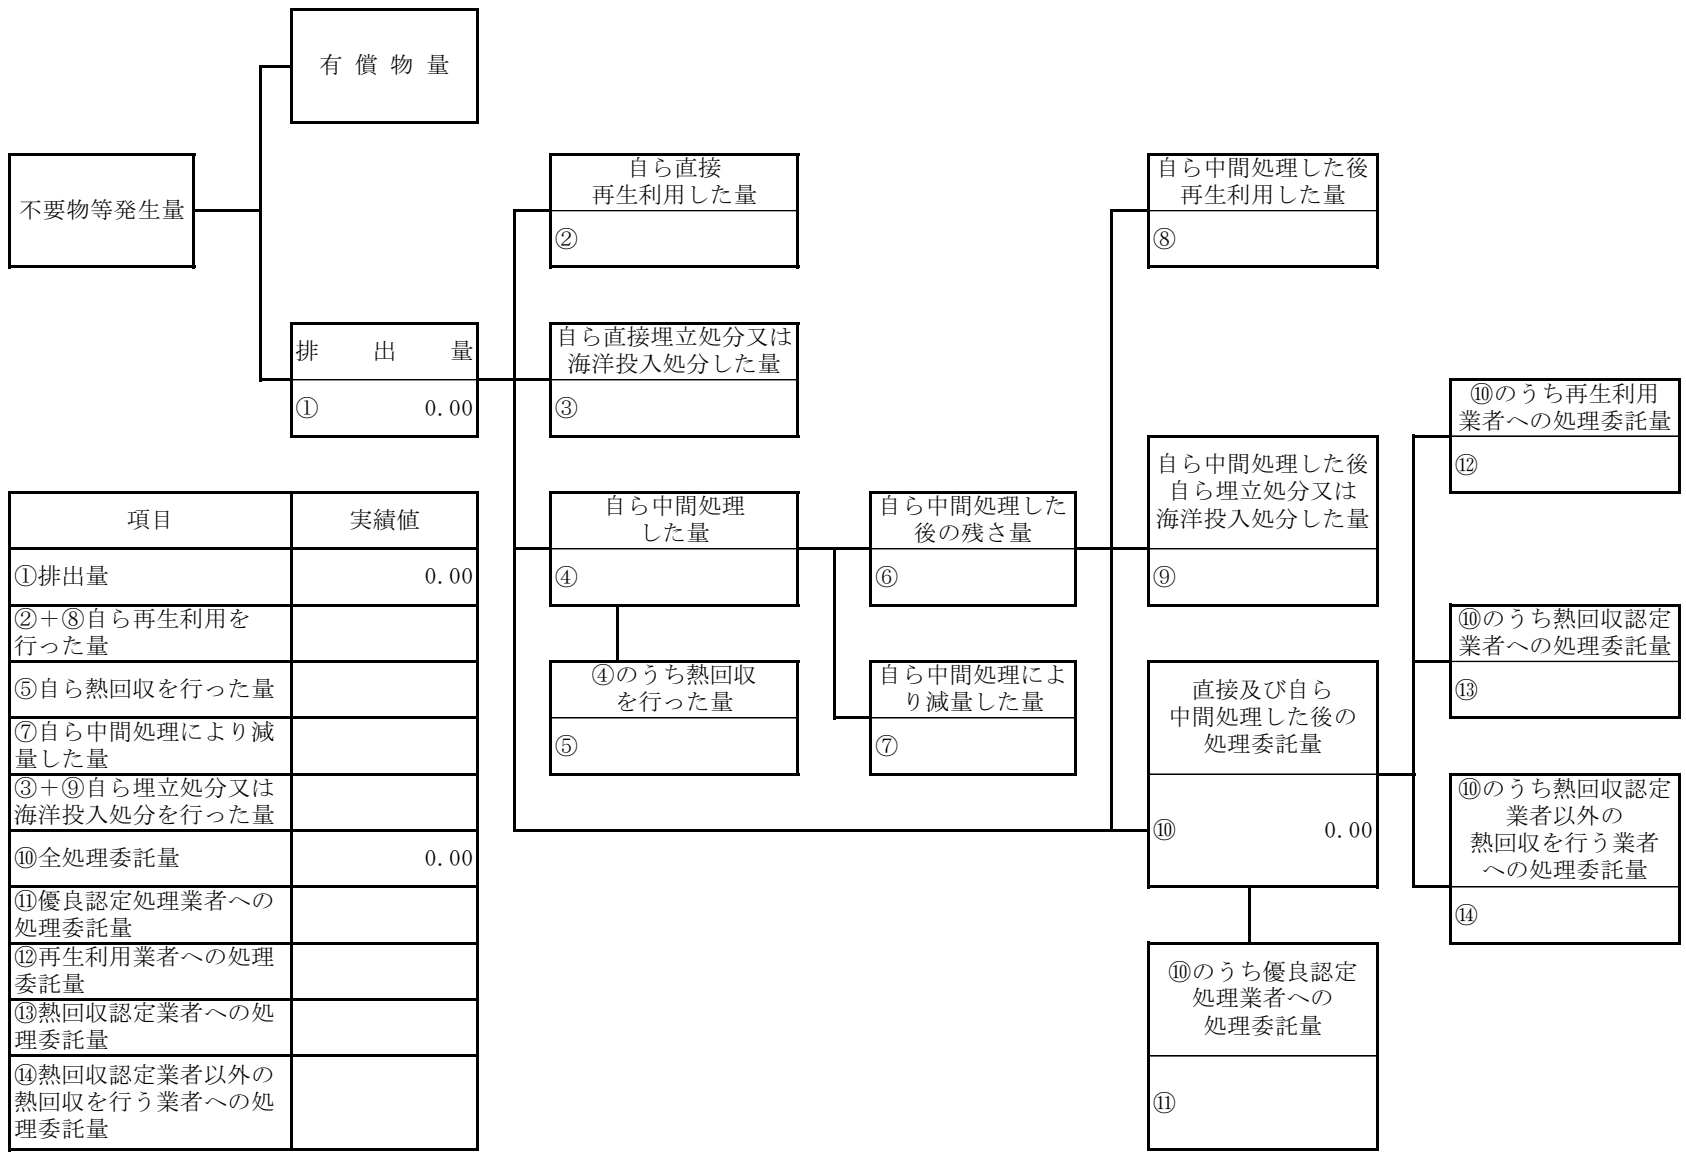 有償物量
不要物等発生量
自ら直接
再生利用した量
②
自ら中間処理した後
再生利用した量
⑧
排出量
① 0.00
自ら直接埋立処分又は
海洋投入処分した量
③
⑩のうち再生利用
業者への処理委託量
⑫
自ら中間処理
した量
④
自ら中間処理した
後の残さ量
⑥
自ら中間処理した後
自ら埋立処分又は
海洋投入処分した量
⑨
⑩のうち熱回収認定
業者への処理委託量
⑬
④のうち熱回収
を行った量
⑤
自ら中間処理によ
り減量した量
⑦
直接及び自ら
中間処理した後の
処理委託量
⑩ 0.00
⑩のうち熱回収認定
業者以外の
熱回収を行う業者
への処理委託量
⑭
⑩のうち優良認定
処理業者への
処理委託量
⑪
項目 実績値
①排出量 0.00
②＋⑧自ら再生利用を
行った量
⑤自ら熱回収を行った量
⑦自ら中間処理により減
量した量
③＋⑨自ら埋立処分又は
海洋投入処分を行った量
⑩全処理委託量 0.00
⑪優良認定処理業者への
処理委託量
⑫再生利用業者への処理
委託量
⑬熱回収認定業者への処
理委託量
⑭熱回収認定業者以外の
熱回収を行う業者への処
理委託量